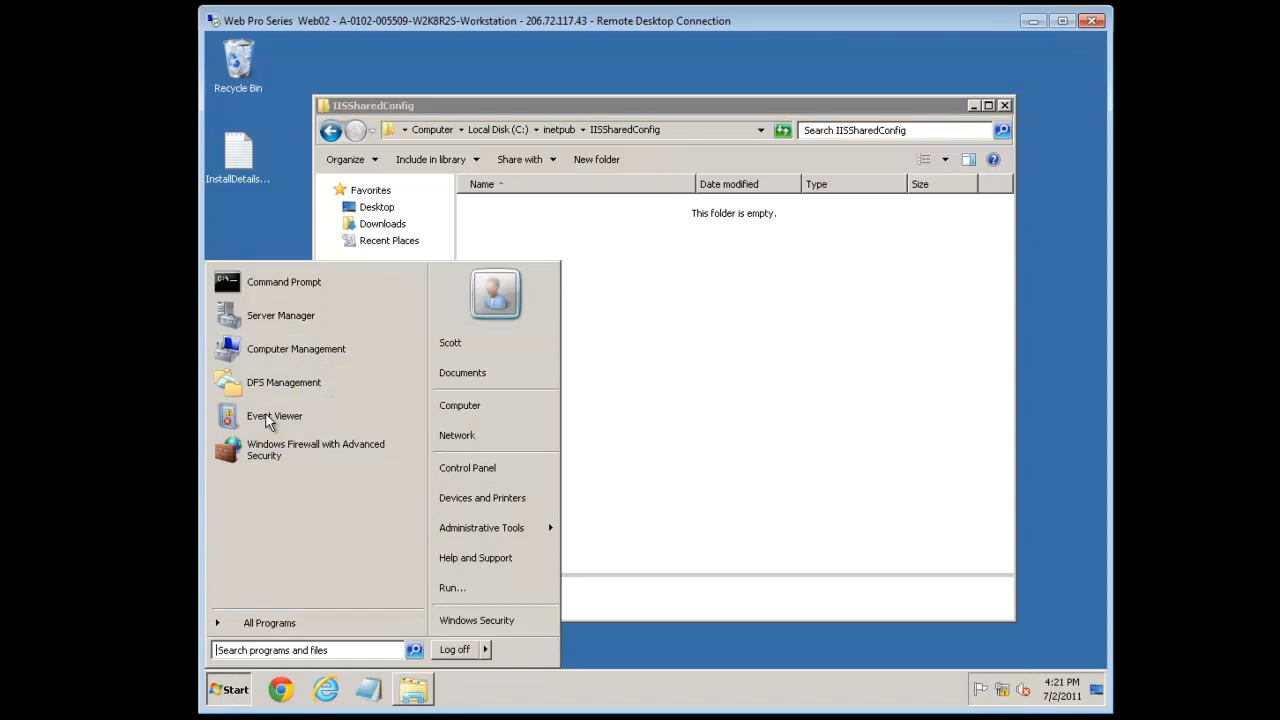 Web Pro Series Web02 - A-0102-005509-W2K8R2S-Workstation - 206.72.117.43 - Remote Desktop Connection
Recycle Bin
InstallDetails...
IISSharedConfig
Computer Local Disk (C:) inetpub IISSharedConfig
Search IISSharedConfig
Organize Include in library Share with New folder
Name Date modified Type Size
Favorites
Desktop
Downloads
Recent Places
This folder is empty.
Command Prompt
Server Manager
Computer Management
DFS Management
Event Viewer
Windows Firewall with Advanced
Security
All Programs
Search programs and files
Scott
Documents
Computer
Network
Control Panel
Devices and Printers
Administrative Tools
Help and Support
Run...
Windows Security
Log off
Start
4:21 PM
7/2/2011